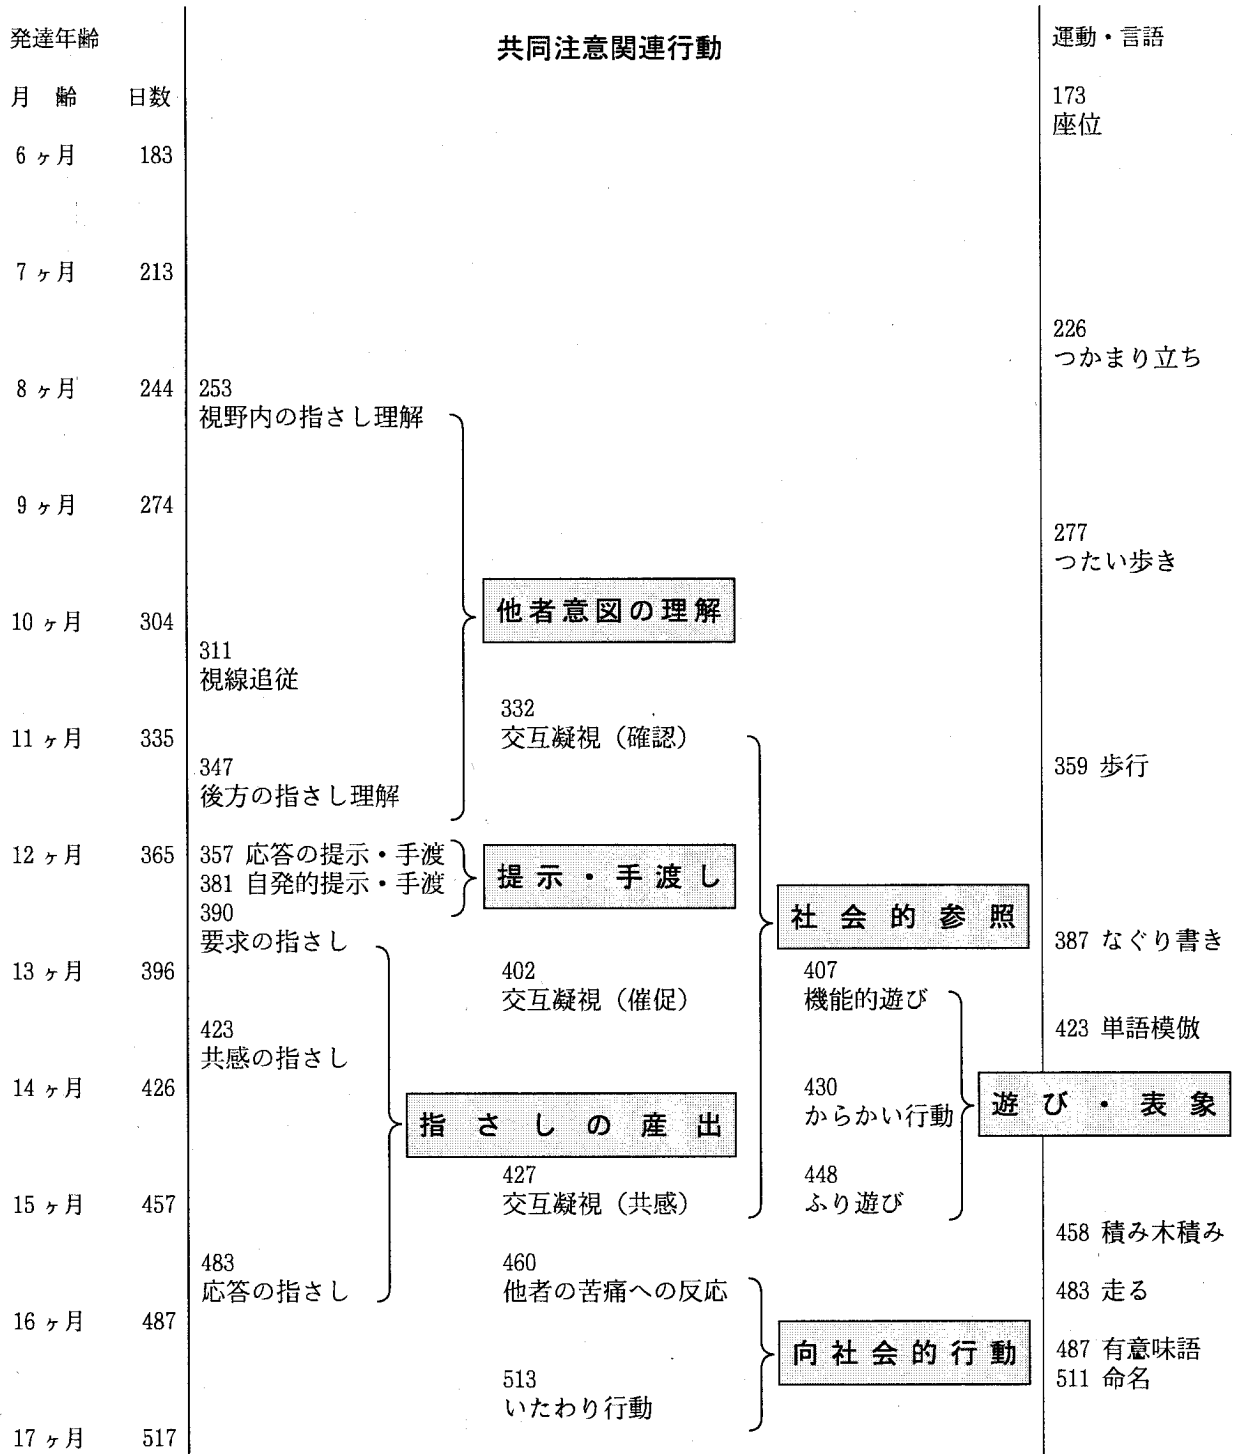 発達年齢
共同注意関連行動
運動・言語
月 齢 日数
173
座位
6ヶ月 183
7ヶ月 213
226
つかまり立ち
8ヶ月 244 253
視野内の指さし理解
9ヶ月 274
277
つたい歩き
他者意図の理解
10ヶ月 304
311
視線追従
332
11ヶ月 335 交互凝視（確認）
347
後方の指さし理解
359 歩行
12ヶ月 365 357 応答の提示・手渡
381 自発的提示・手渡
提示・手渡し
390
要求の指さし
社会的参照
387 なぐり書き
13ヶ月 396 402 407
交互凝視（催促） 機能的遊び
423
共感の指さし
423 単語模倣
14ヶ月 426 430
からかい行動
遊び・表象
指さしの産出
427 448
15ヶ月 457 交互凝視（共感） ふり遊び
458 積み木積み
483 460
応答の指さし 他者の苦痛への反応 483 走る
16ヶ月 487
向社会的行動
487 有意味語
511 命名
513
いたわり行動
17ヶ月 517